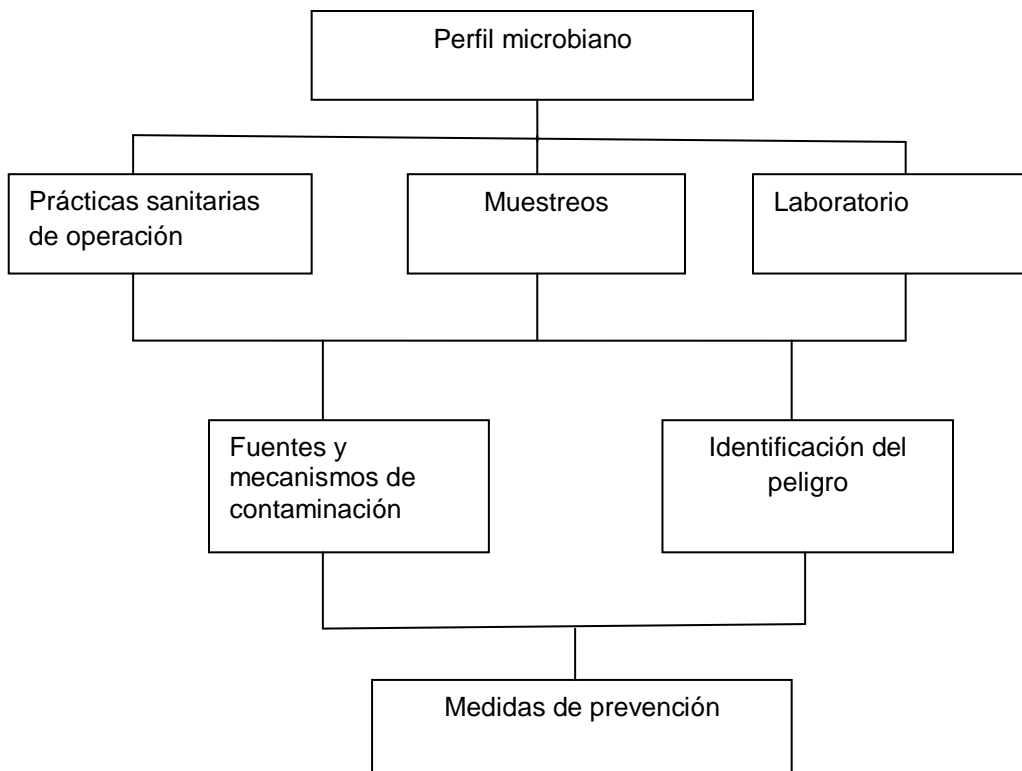 Perfil microbiano
Prácticas sanitarias
de operación
Muestreos
Laboratorio
Fuentes y
mecanismos de
contaminación
Identificación del
peligro
Medidas de prevención